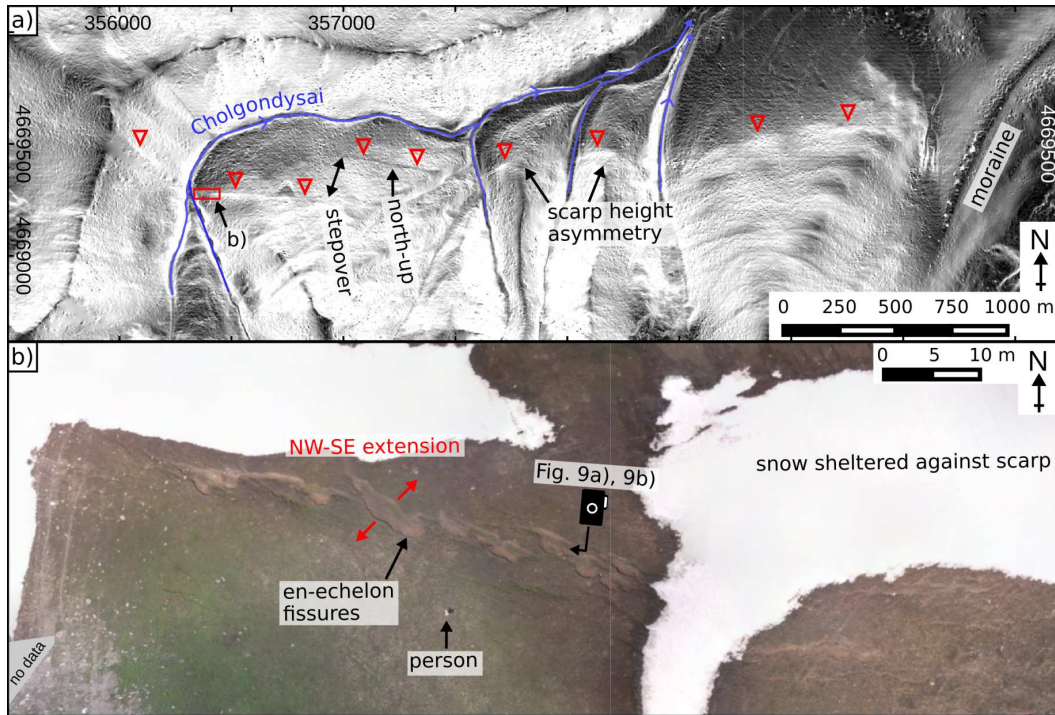 a)
356000
357000
Cholgondysai
4669500
4669500
4669000
b)
stepover
north-up
scarp height
asymmetry
moraine
N
0 250 500 750 1000 m
b)
0 5 10 m
N
NW-SE extension
Fig. 9a), 9b)
snow sheltered against scarp
en-echelon
fissures
person
no data